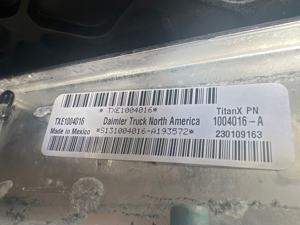 * TXE1004016*
TXE1004016 Daimler Truck North America TitanX PN
Made in Mexico *S131004016-A193572* 1004016-A
230109163